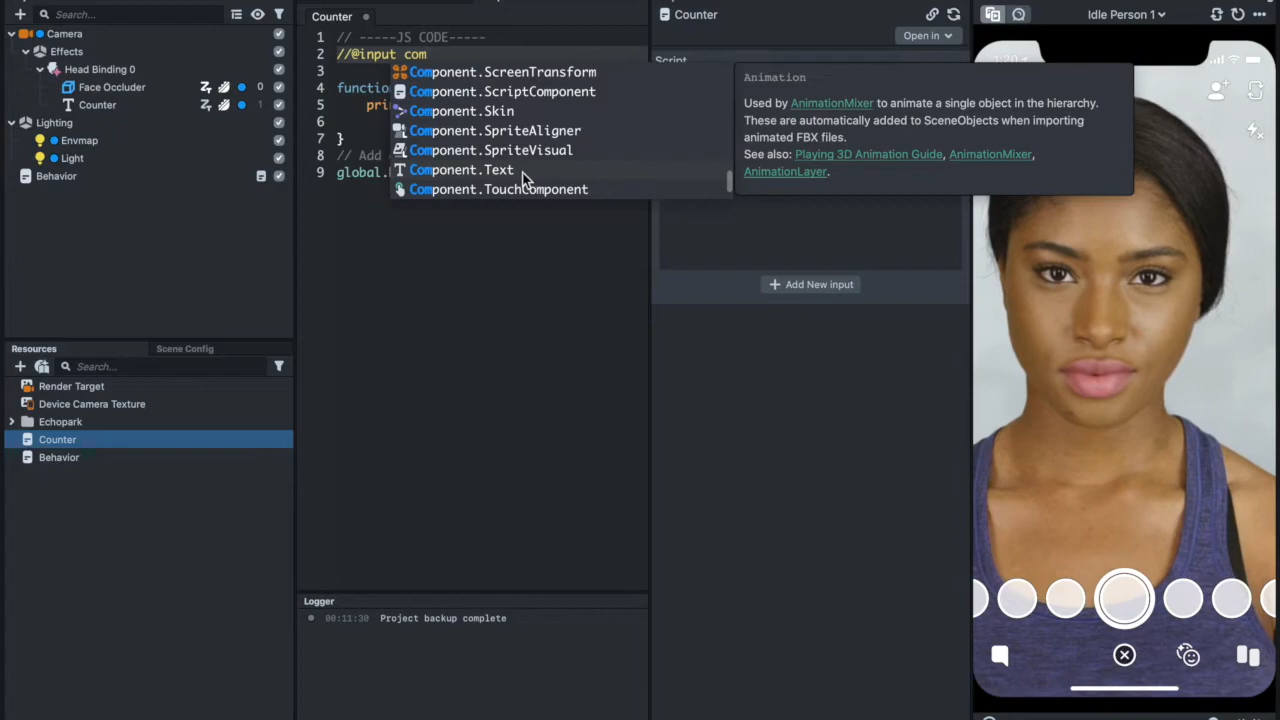 Search...
Camera
Effects
Head Binding 0
Face Occluder
0
Counter
1
Lighting
Envmap
Light
Behavior
Resources
Scene Config
Search...
Render Target
Device Camera Texture
Echopark
Counter
Behavior
Counter
1 // -----JS CODE-----
2 //@input com
3
4 functio
5 pri
6
7 }
8 // Add
9 global.
Component.ScreenTransform
Component.ScriptComponent
Component.Skin
Component.SpriteAligner
Component.SpriteVisual
Component.Text
Component.TouchComponent
Logger
00:11:30 Project backup complete
Counter
Open in
Script
Animation
Used by AnimationMixer to animate a single object in the hierarchy.
These are automatically added to SceneObjects when importing
animated FBX files.
See also: Playing 3D Animation Guide, AnimationMixer,
AnimationLayer.
+ Add New input
Idle Person 1